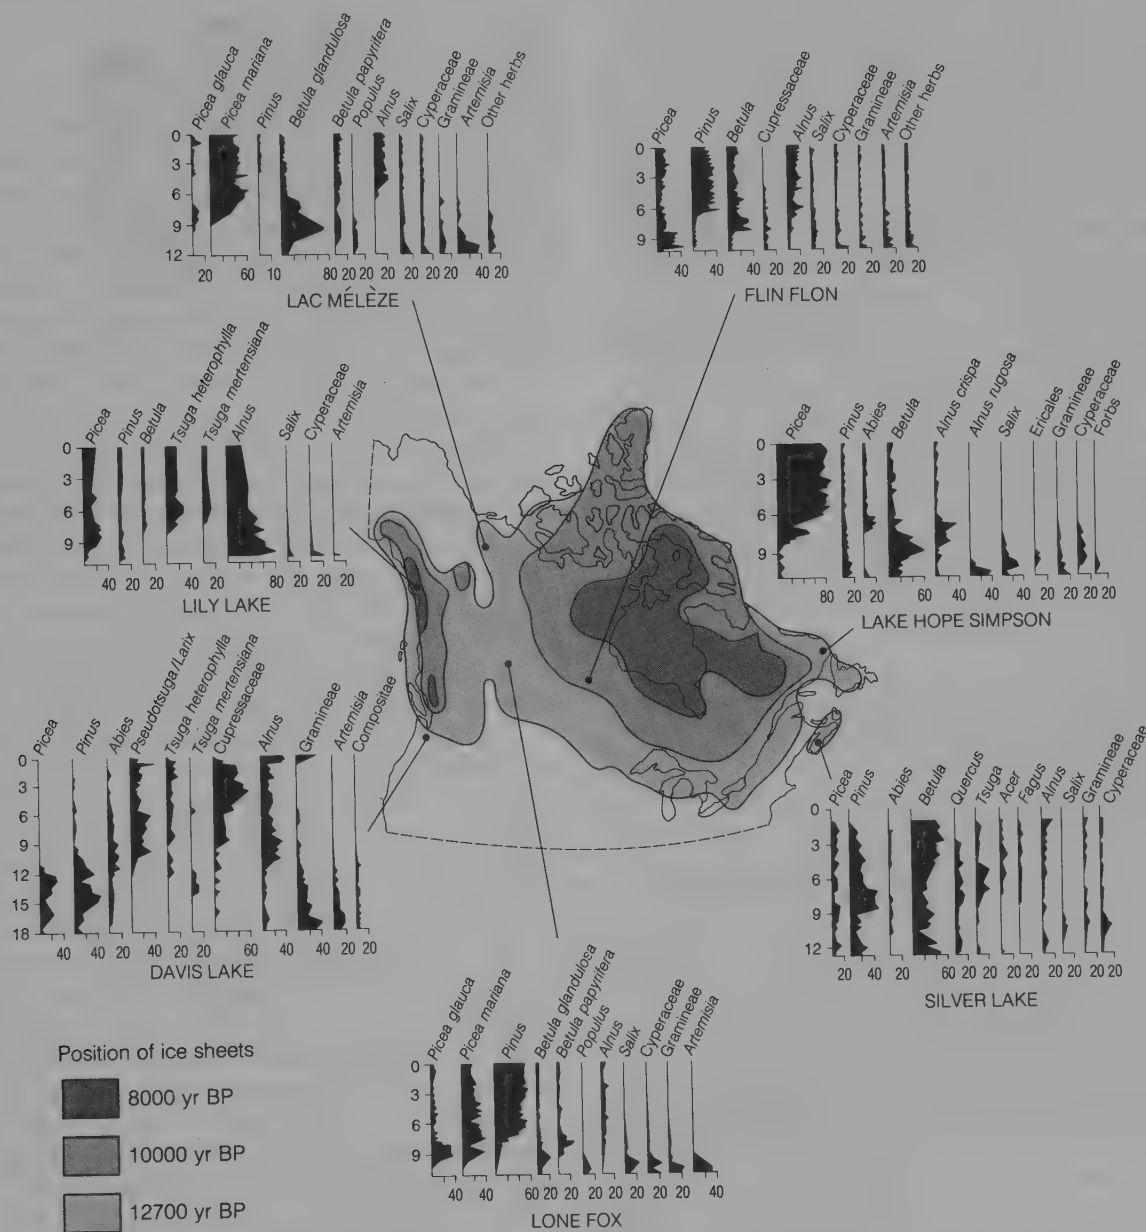 Picea glauca
Picea mariana
Pinus
Betula glandulosa
Betula papyrifera
Populus
Alnus
Salix
Cyperaceae
Gramineae
Artemisia
Other herbs
0
3
6
9
12
20 60 10 80 20 20 20 20 20 20 40 20
LAC MÉLÈZE
Picea
Pinus
Betula
Cupressaceae
Alnus
Salix
Cyperaceae
Gramineae
Artemisia
Other herbs
0
3
6
9
40 40 40 20 20 20 20 20 20 20
FLIN FLON
Picea
Pinus
Betula
Tsuga heterophylla
Tsuga mertensiana
Alnus
Salix
Cyperaceae
Artemisia
0
3
6
9
40 20 20 40 20 80 20 20 20
LILY LAKE
Picea
Pinus
Abies
Betula
Alnus crispa
Alnus rugosa
Salix
Ericales
Gramineae
Cyperaceae
Forbs
0
3
6
9
80 20 20 60 40 40 40 20 20 20 20
LAKE HOPE SIMPSON
Picea
Pinus
Abies
Pseudotsuga/Larix
Tsuga heterophylla
Tsuga mertensiana
Cupressaceae
Alnus
Gramineae
Artemisia
Compositae
0
3
6
9
12
15
18
40 40 20 40 20 20 60 40 40 20 20
DAVIS LAKE
Picea
Pinus
Abies
Betula
Quercus
Tsuga
Acer
Fagus
Alnus
Salix
Gramineae
Cyperaceae
0
3
6
9
12
20 40 20 60 20 20 20 20 20 20 20 20
SILVER LAKE
Picea glauca
Picea mariana
Pinus
Betula glandulosa
Betula papyrifera
Populus
Alnus
Salix
Cyperaceae
Gramineae
Artemisia
0
3
6
9
40 40 60 20 20 20 20 20 20 20 40
LONE FOX
Position of ice sheets
8000 yr BP
10000 yr BP
12700 yr BP